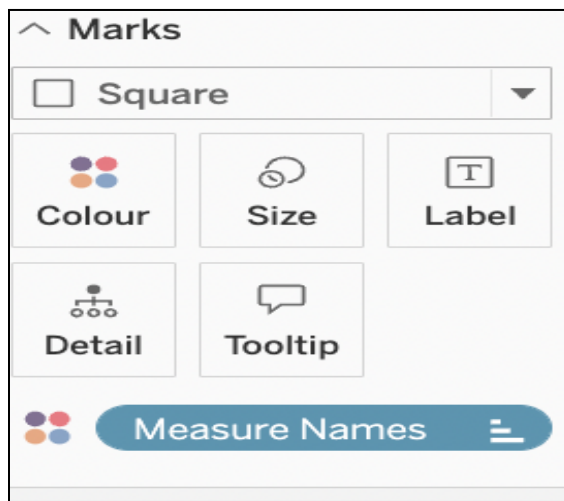 Marks
Square
Colour Size Label
Detail Tooltip
Measure Names